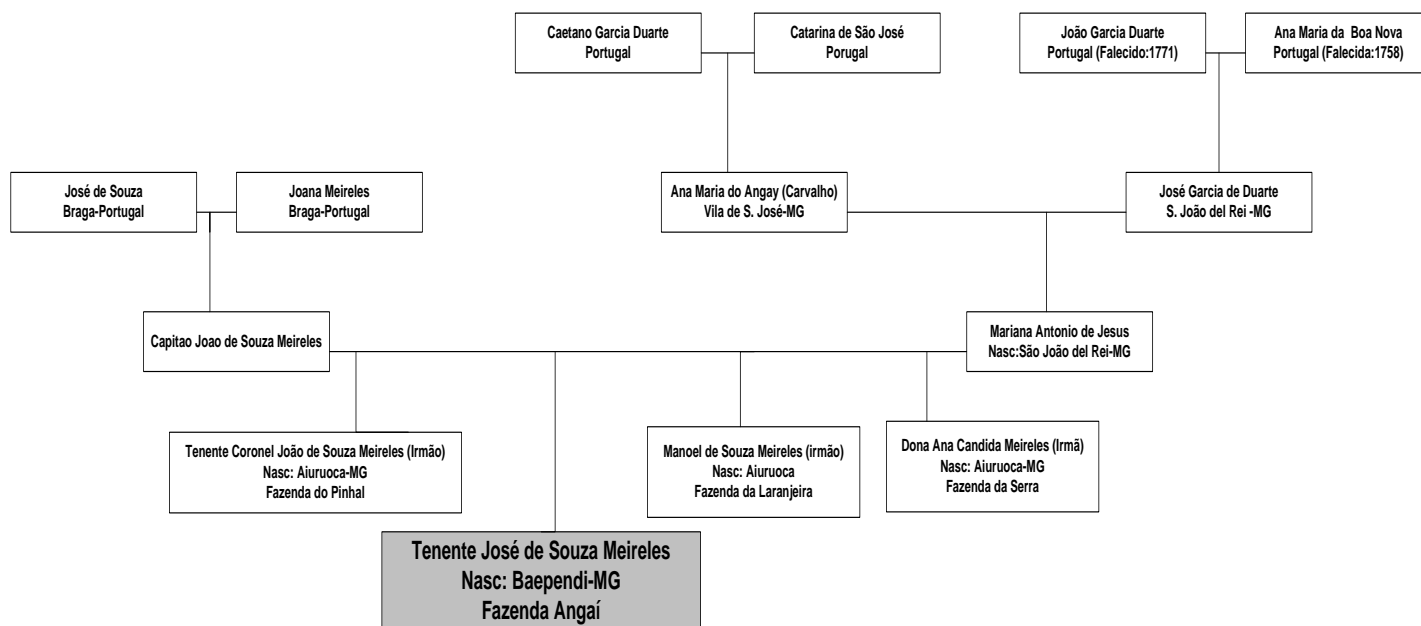 Caetano Garcia Duarte
Portugal
Catarina de São José
Porugal
João Garcia Duarte
Portugal (Falecido:1771)
Ana Maria da Boa Nova
Portugal (Falecida:1758)
José de Souza
Braga-Portugal
Joana Meireles
Braga-Portugal
Ana Maria do Angay (Carvalho)
Vila de S. José-MG
José Garcia de Duarte
S. João del Rei -MG
Capitao Joao de Souza Meireles
Mariana Antonio de Jesus
Nasc:São João del Rei-MG
Tenente Coronel João de Souza Meireles (Irmão)
Nasc: Aiuruoca-MG
Fazenda do Pinhal
Manoel de Souza Meireles (irmão)
Nasc: Aiuruoca
Fazenda da Laranjeira
Dona Ana Candida Meireles (Irmã)
Nasc: Aiuruoca-MG
Fazenda da Serra
Tenente José de Souza Meireles
Nasc: Baependi-MG
Fazenda Angaí